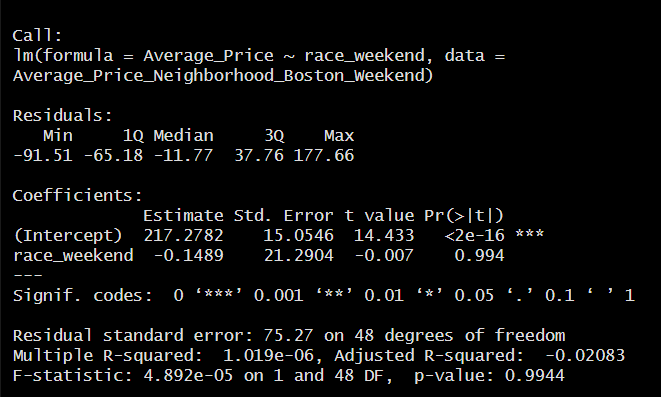 Call:
lm(formula = Average_Price ~ race_weekend, data =
Average_Price_Neighborhood_Boston_Weekend)
Residuals:
   Min     1Q Median     3Q    Max
-91.51 -65.18 -11.77  37.76 177.66
Coefficients:
             Estimate Std. Error t value Pr(>|t|)
(Intercept)  217.2782    15.0546  14.433   <2e-16 ***
race_weekend  -0.1489    21.2904  -0.007    0.994
---
Signif. codes:  0 ‘***’ 0.001 ‘**’ 0.01 ‘*’ 0.05 ‘.’ 0.1 ‘ ’ 1
Residual standard error: 75.27 on 48 degrees of freedom
Multiple R-squared:  1.019e-06, Adjusted R-squared:  -0.02083
F-statistic: 4.892e-05 on 1 and 48 DF,  p-value: 0.9944